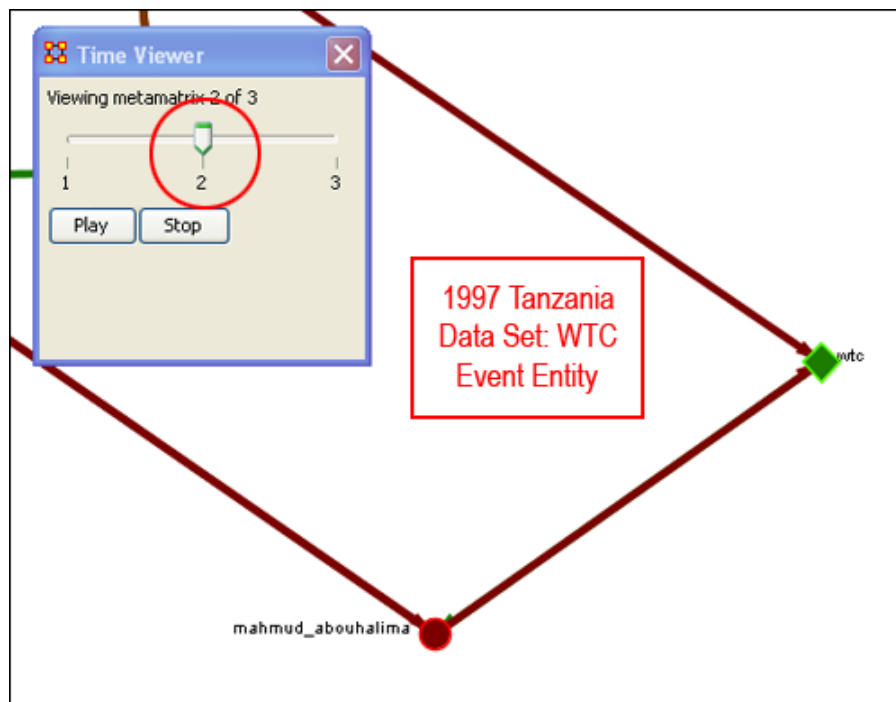 Time Viewer
Viewing metamatrix 2 of 3
1 2 3
Play Stop
1997 Tanzania
Data Set: WTC
Event Entity
wtc
mahmud_abouhalima